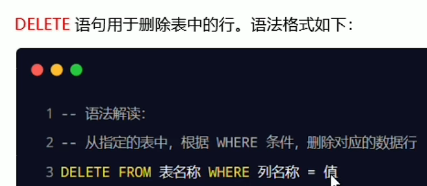 DELETE 语句用于删除表中的行。语法格式如下：
1 -- 语法解读:
2 -- 从指定的表中，根据 WHERE 条件，删除对应的数据行
3 DELETE FROM 表名称 WHERE 列名称 = 值